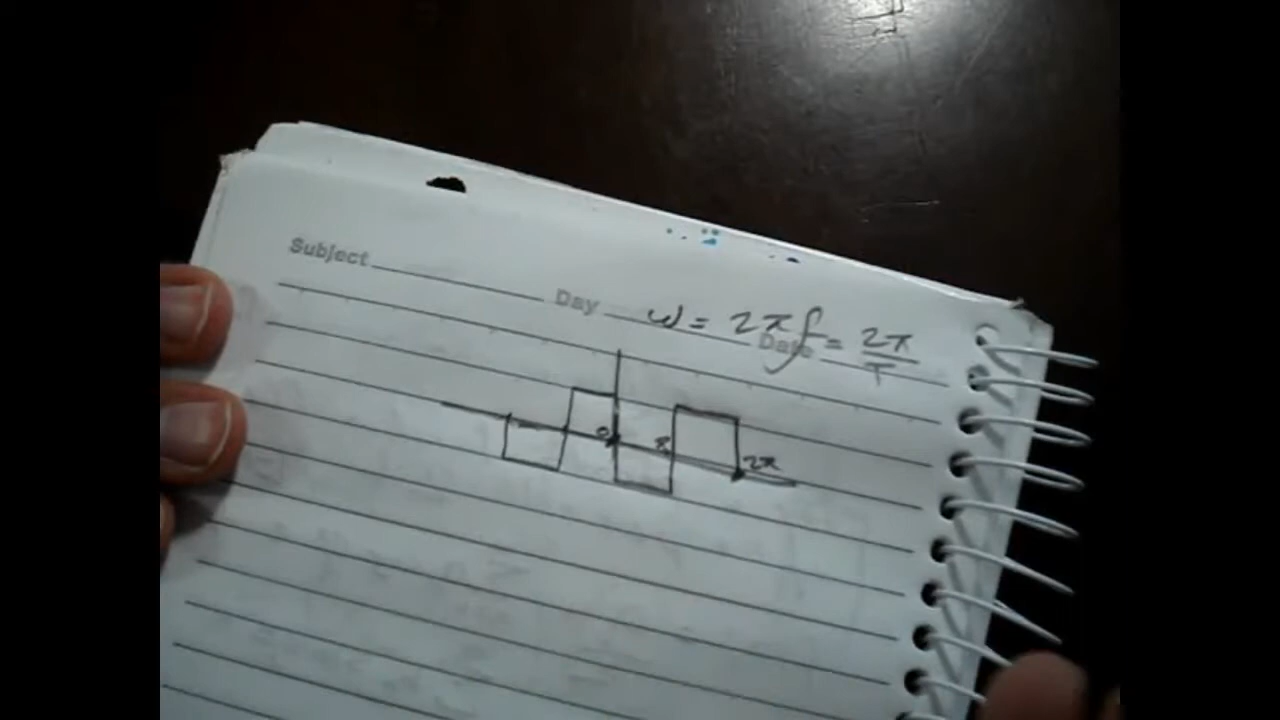 Subject
Day
Date
ω = 2πf = 2π/T
0 π 2π